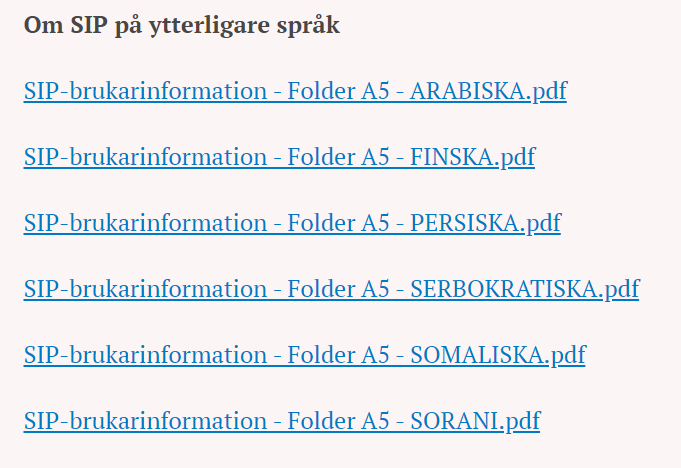 Om SIP på ytterligare språk
SIP-brukarinformation - Folder A5 - ARABISKA.pdf
SIP-brukarinformation - Folder A5 - FINSKA.pdf
SIP-brukarinformation - Folder A5 - PERSISKA.pdf
SIP-brukarinformation - Folder A5 - SERBOKRATISKA.pdf
SIP-brukarinformation - Folder A5 - SOMALISKA.pdf
SIP-brukarinformation - Folder A5 - SORANI.pdf